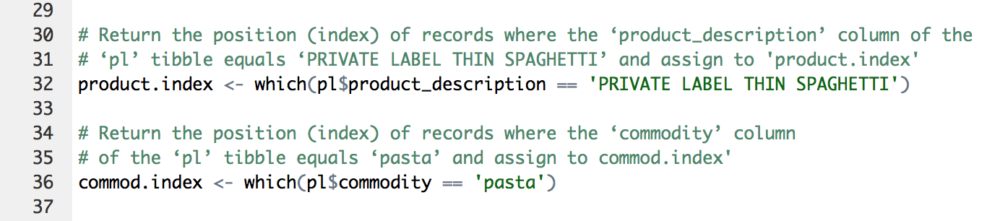 29
30 # Return the position (index) of records where the ‘product_description’ column of the
31 # ‘pl’ tibble equals ‘PRIVATE LABEL THIN SPAGHETTI’ and assign to 'product.index'
32 product.index <- which(pl$product_description == 'PRIVATE LABEL THIN SPAGHETTI')
33
34 # Return the position (index) of records where the ‘commodity’ column
35 # of the ‘pl’ tibble equals ‘pasta’ and assign to commod.index'
36 commod.index <- which(pl$commodity == 'pasta')
37